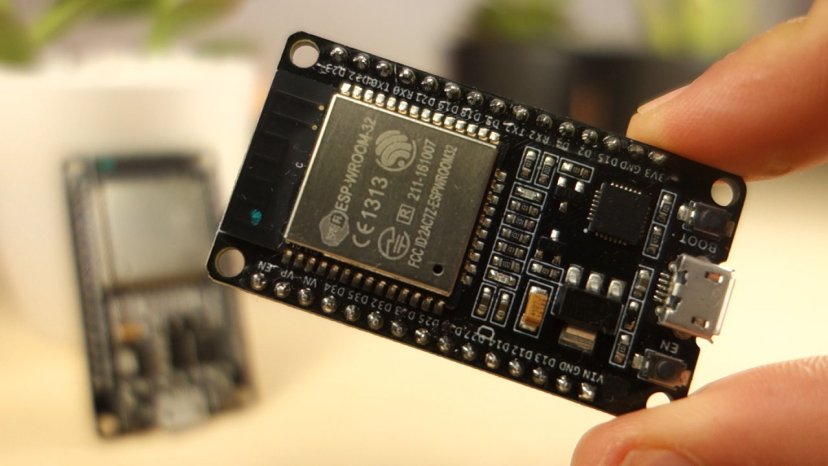 D23 D22 TX0 RX0 D21 D19 D18 D5 TX2 RX2 D4 D2 D15 GND 3V3
ESP-WROOM-32
CE1313
R 211-161007
FCC ID:2AC7Z-ESPWROOM32
BOOT
EN
EN VP VN D34 D35 D32 D25 D27 D14 D12 D13 GND VIN